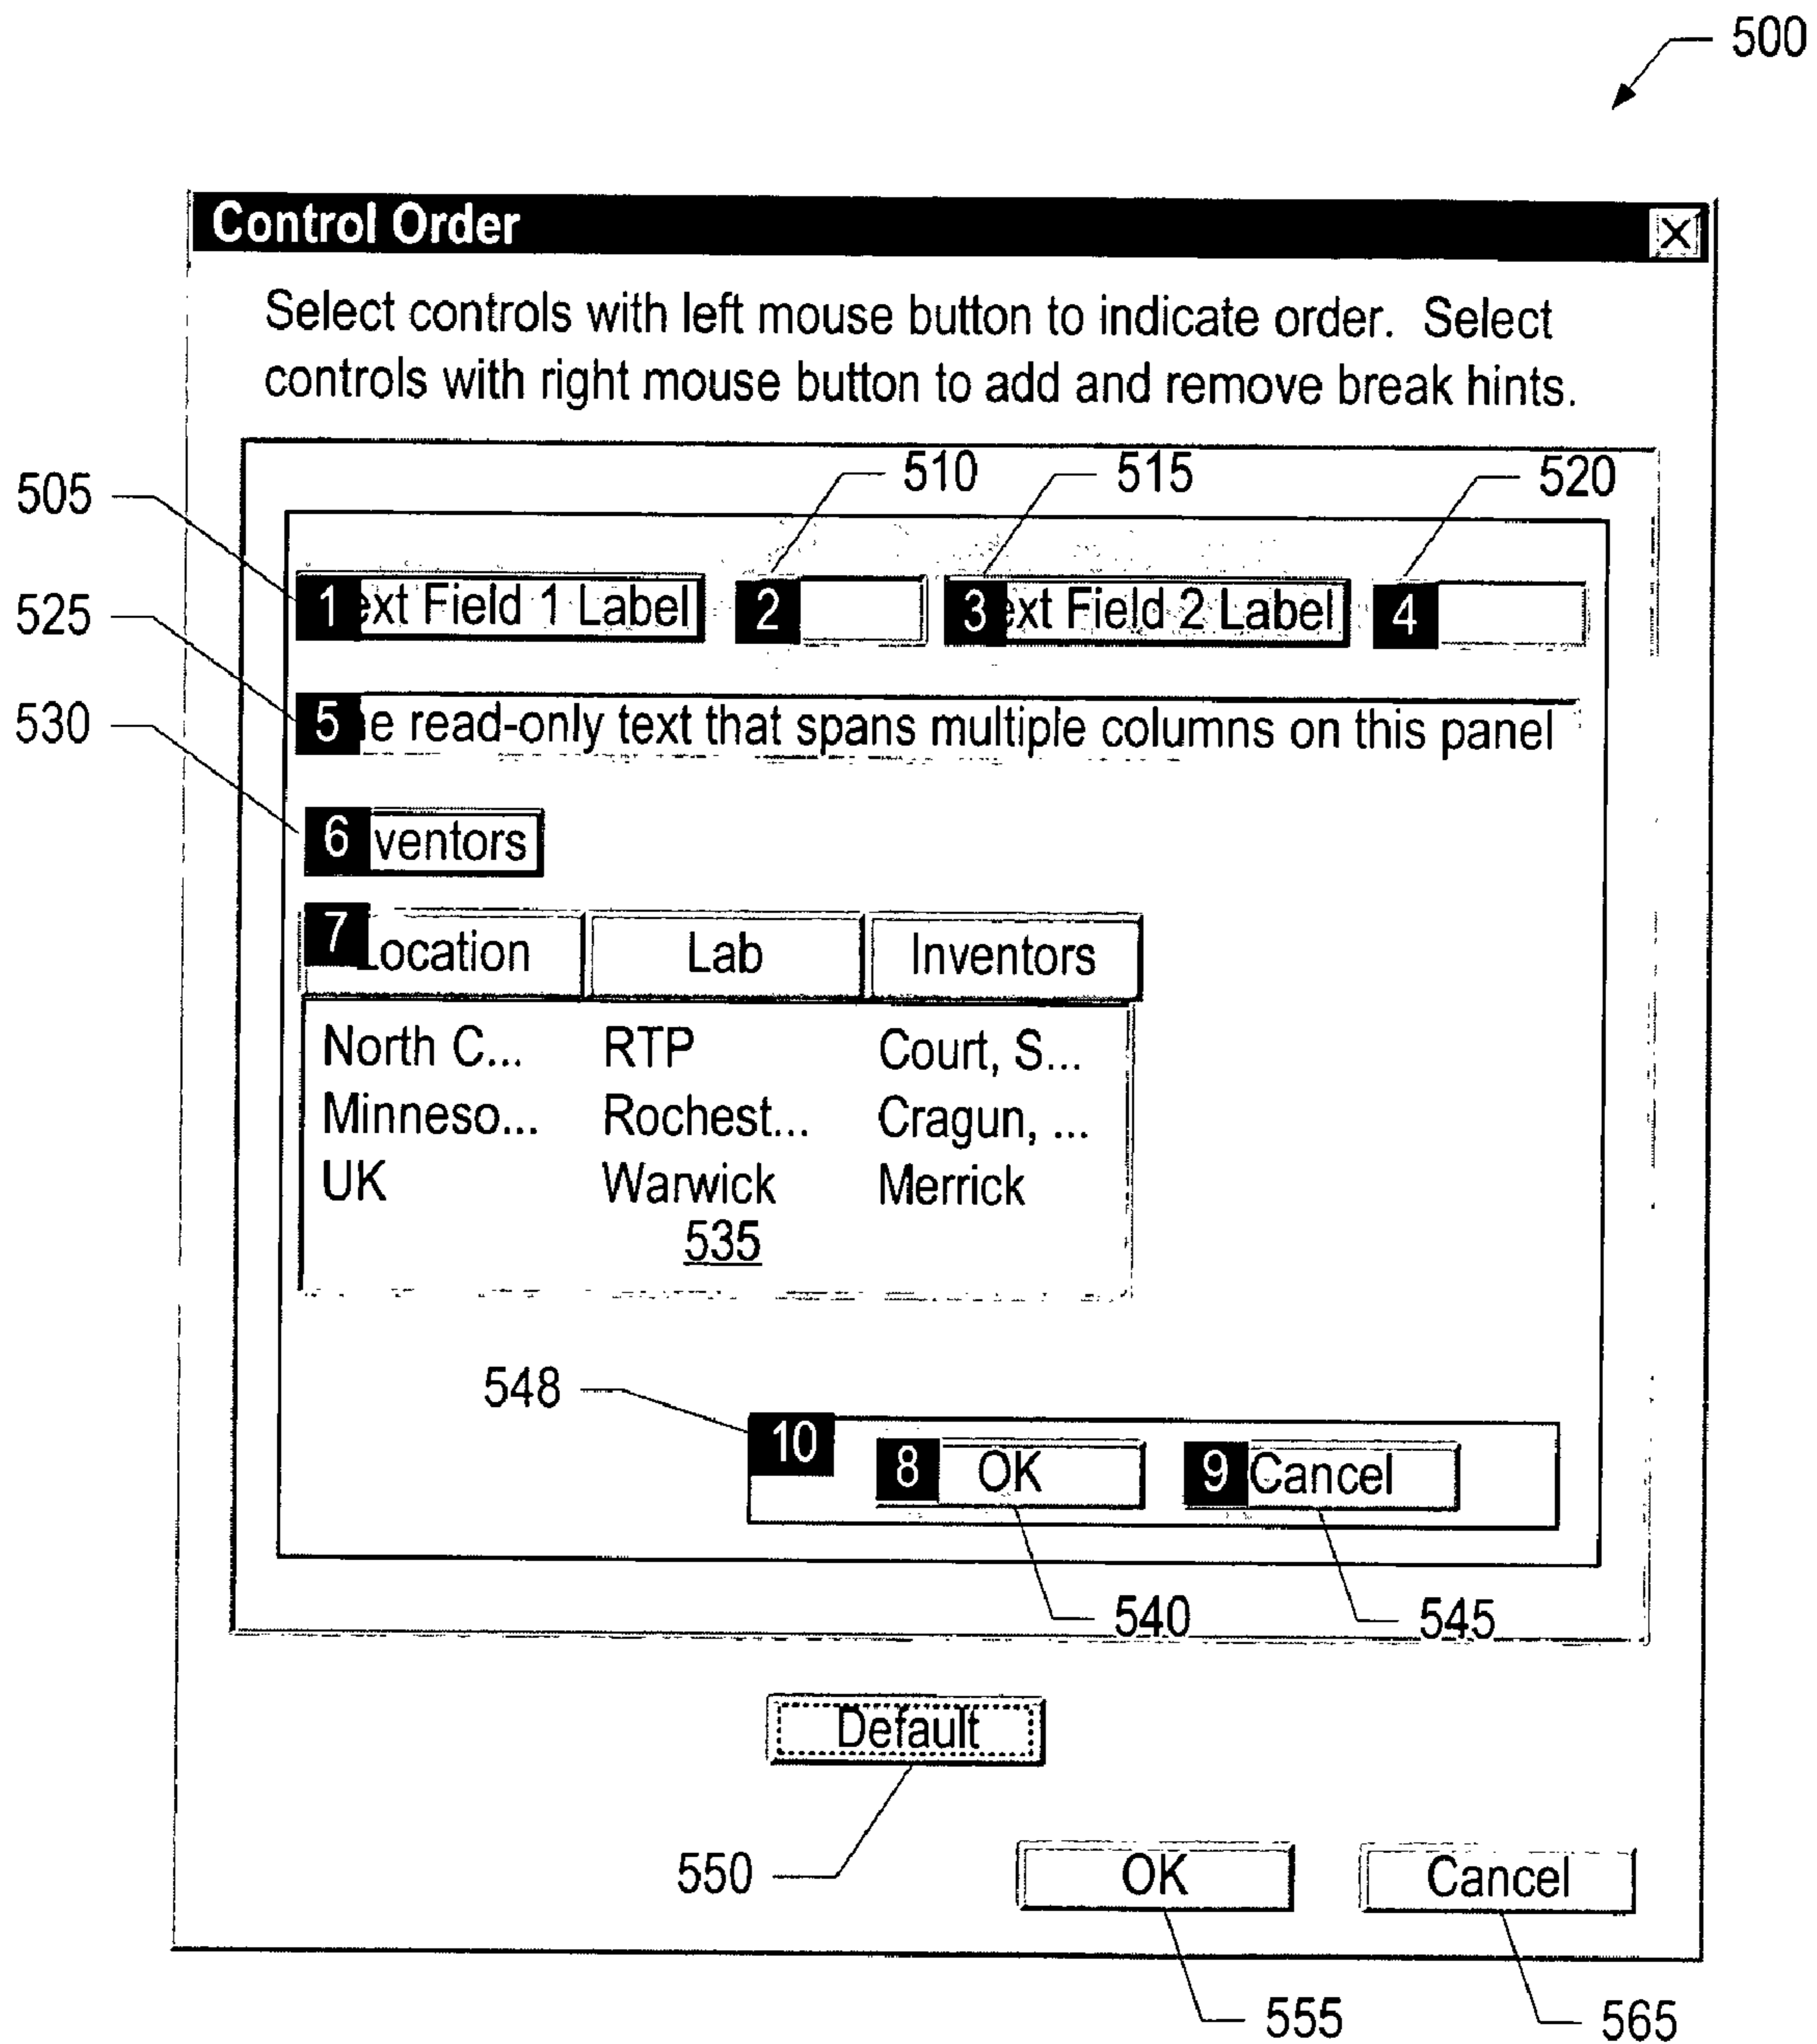 500
Control Order
Select controls with left mouse button to indicate order. Select
controls with right mouse button to add and remove break hints.
505 510 515 520
1 ext Field 1 Label 2 3 ext Field 2 Label 4
525
5 e read-only text that spans multiple columns on this panel
530
6 ventors
7 Location Lab Inventors
North C... RTP Court, S...
Minneso... Rochest... Cragun, ...
UK Warwick Merrick
535
548
10 8 OK 9 Cancel
540 545
Default
550
OK Cancel
555 565